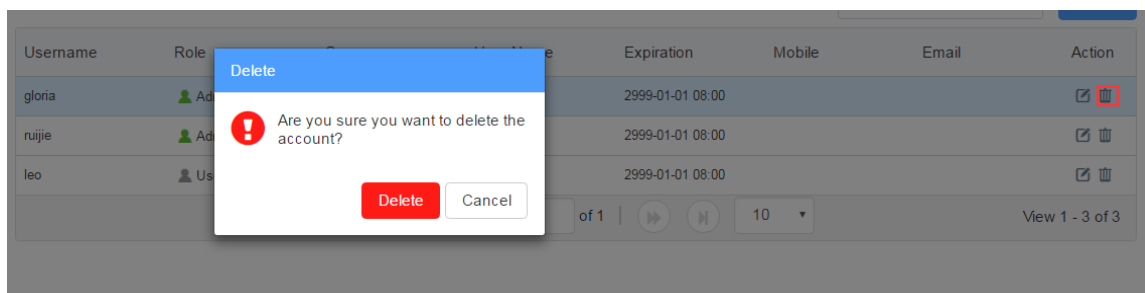 Username Role Expiration Mobile Email Action
Delete
gloria 2999-01-01 08:00
Are you sure you want to delete the
account?
ruijie 2999-01-01 08:00
leo 2999-01-01 08:00
Delete Cancel
of 1 10 View 1 - 3 of 3